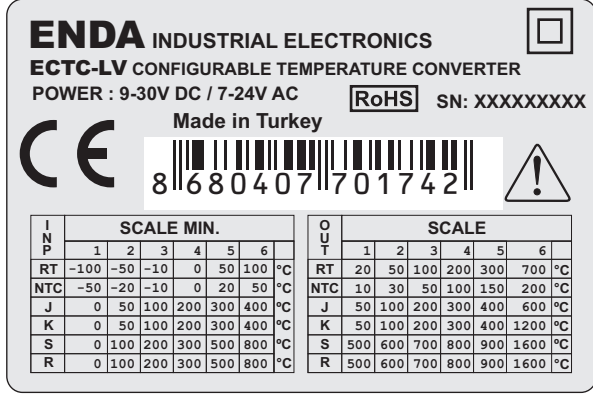 ENDA INDUSTRIAL ELECTRONICS
ECTC-LV CONFIGURABLE TEMPERATURE CONVERTER
POWER : 9-30V DC / 7-24V AC
RoHS SN: XXXXXXXXX
Made in Turkey
CE
8 680407 701742
INP SCALE MIN.
1 2 3 4 5 6
RT -100 -50 -10 0 50 100 °C
NTC -50 -20 -10 0 20 50 °C
J 0 50 100 200 300 400 °C
K 0 50 100 200 300 400 °C
S 0 100 200 300 500 800 °C
R 0 100 200 300 500 800 °C
OUT SCALE
1 2 3 4 5 6
RT 20 50 100 200 300 700 °C
NTC 10 30 50 100 150 200 °C
J 50 100 200 300 400 600 °C
K 50 100 200 300 400 1200 °C
S 500 600 700 800 900 1600 °C
R 500 600 700 800 900 1600 °C